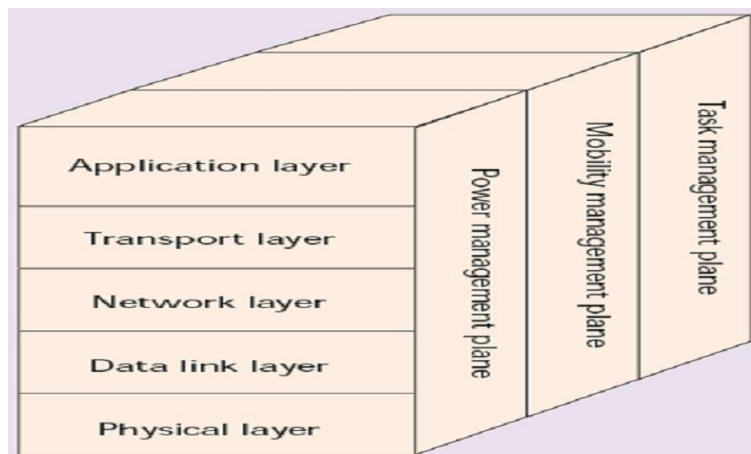 Application layer
Transport layer
Network layer
Data link layer
Physical layer
Power management plane
Mobility management plane
Task management plane